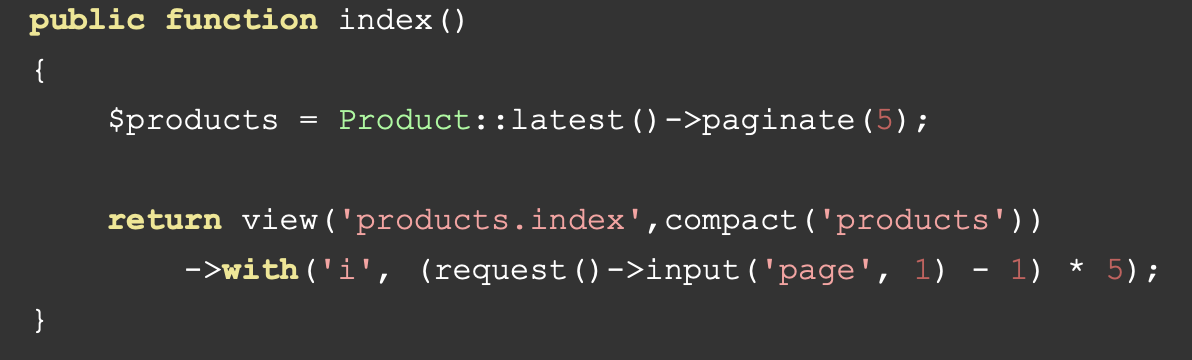 public function index()
{
    $products = Product::latest()->paginate(5);
    return view('products.index',compact('products'))
        ->with('i', (request()->input('page', 1) - 1) * 5);
}